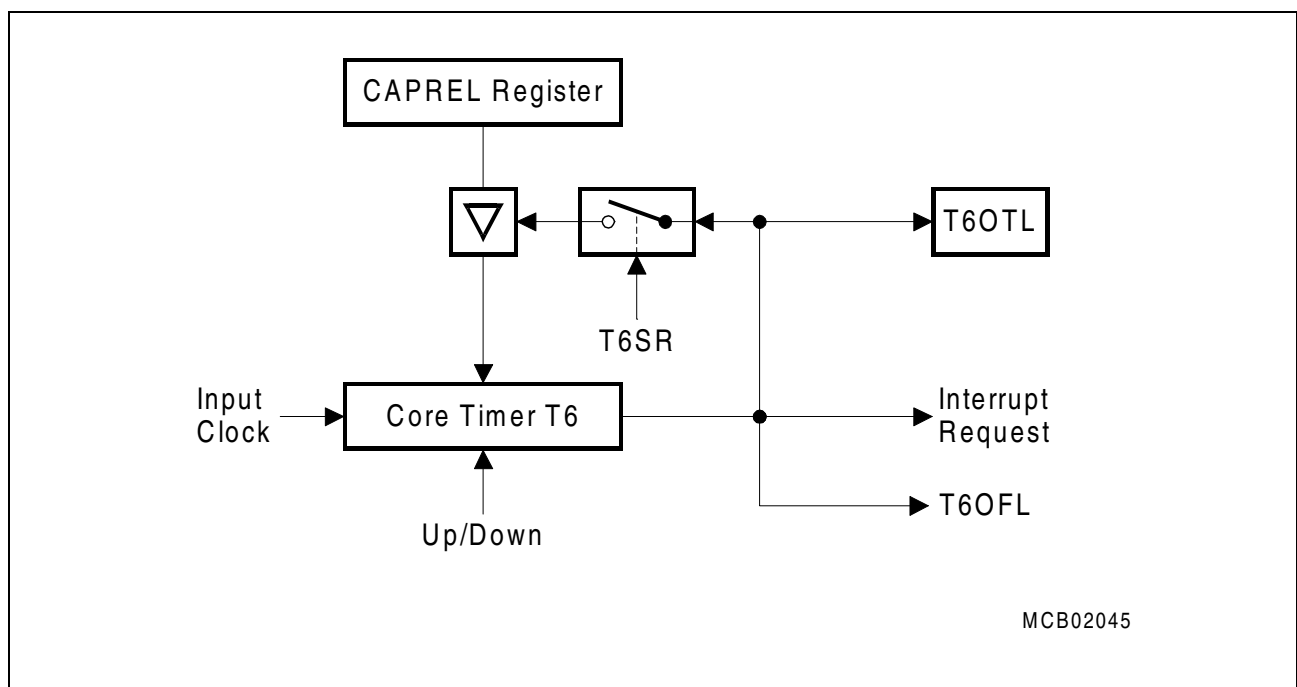 CAPREL Register
T6OTL
T6SR
Input
Clock
Core Timer T6
Interrupt
Request
T6OFL
Up/Down
MCB02045